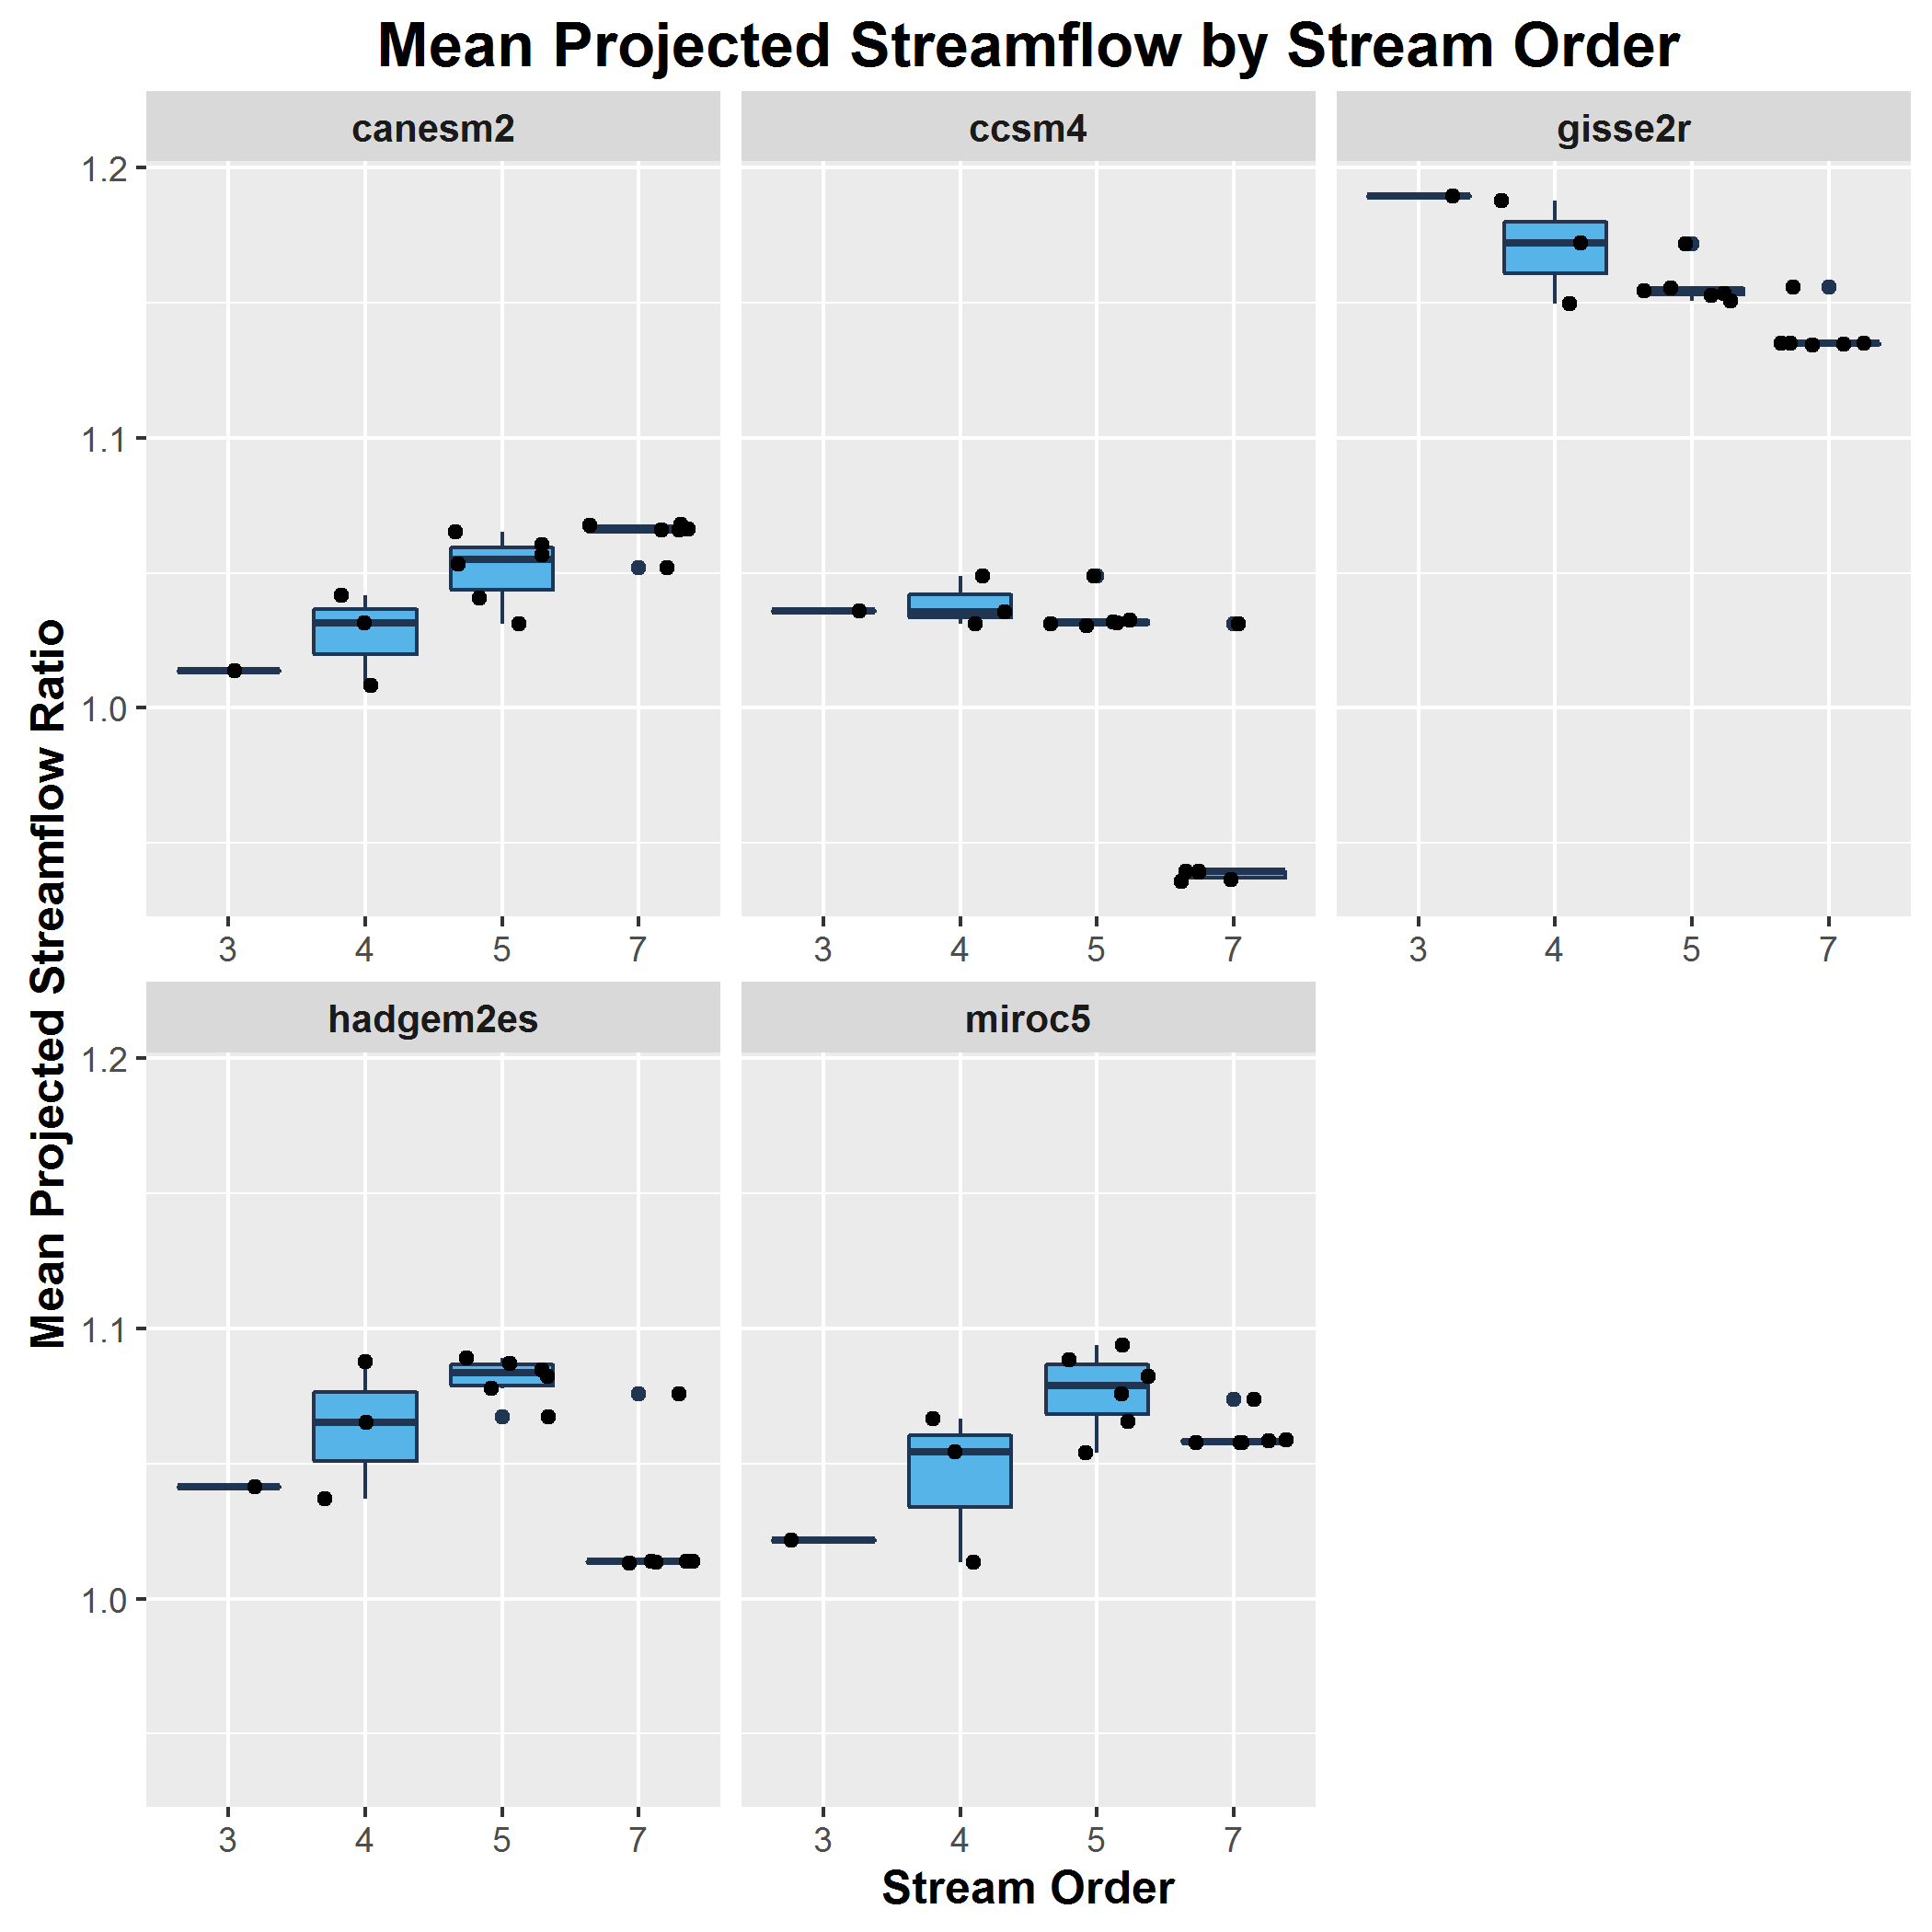 Mean Projected Streamflow by Stream Order
canesm2 ccsm4 gisse2r
1.2
1.1
1.0
3 4 5 7 3 4 5 7 3 4 5 7
Mean Projected Streamflow Ratio
hadgem2es miroc5
1.2
1.1
1.0
3 4 5 7 3 4 5 7
Stream Order